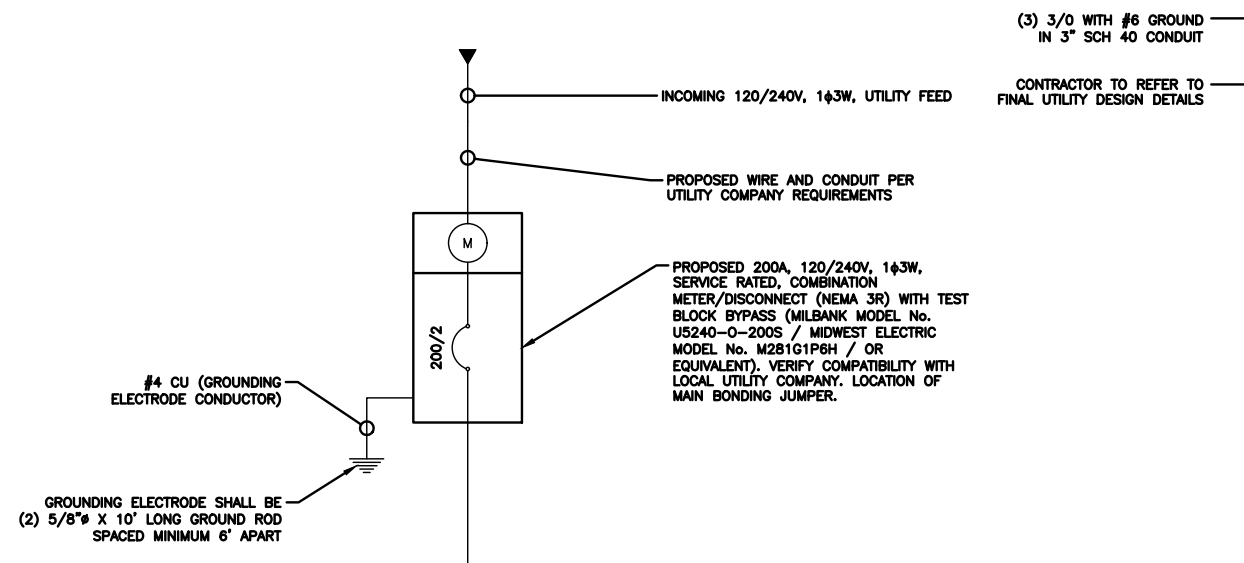 (3) 3/0 WITH #6 GROUND
IN 3" SCH 40 CONDUIT
CONTRACTOR TO REFER TO
FINAL UTILITY DESIGN DETAILS
INCOMING 120/240V, 1ϕ3W, UTILITY FEED
PROPOSED WIRE AND CONDUIT PER
UTILITY COMPANY REQUIREMENTS
M
PROPOSED 200A, 120/240V, 1ϕ3W,
SERVICE RATED, COMBINATION
METER/DISCONNECT (NEMA 3R) WITH TEST
BLOCK BYPASS (MILBANK MODEL No.
U5240-O-200S / MIDWEST ELECTRIC
MODEL No. M281G1P6H / OR
EQUIVALENT). VERIFY COMPATIBILITY WITH
LOCAL UTILITY COMPANY. LOCATION OF
MAIN BONDING JUMPER.
200/2
#4 CU (GROUNDING
ELECTRODE CONDUCTOR)
GROUNDING ELECTRODE SHALL BE
(2) 5/8"ø X 10' LONG GROUND ROD
SPACED MINIMUM 6' APART